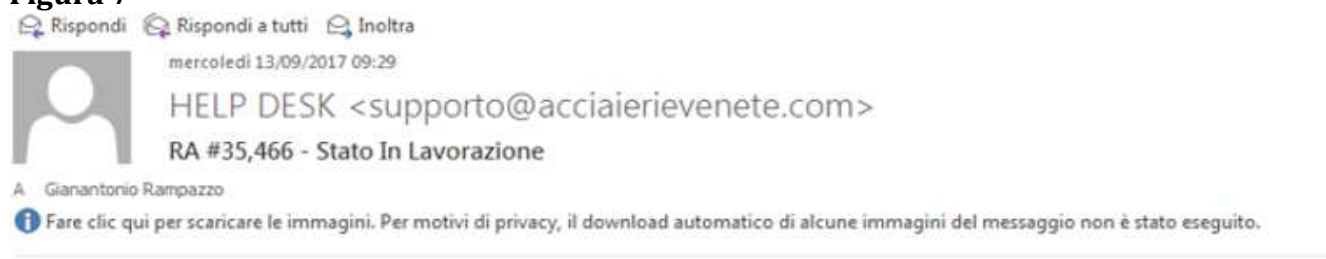 Figura 7
Rispondi Rispondi a tutti Inoltra
mercoledì 13/09/2017 09:29
HELP DESK <supporto@acciaierievenete.com>
RA #35,466 - Stato In Lavorazione
A Gianantonio Rampazzo
Fare clic qui per scaricare le immagini. Per motivi di privacy, il download automatico di alcune immagini del messaggio non è stato eseguito.